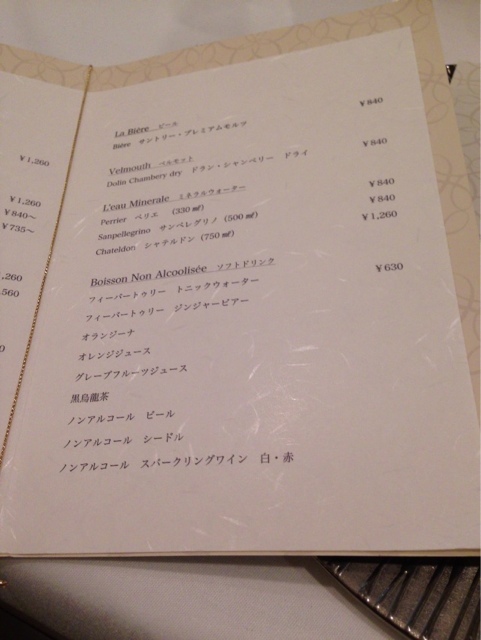 ¥1,260
¥1,260
¥840~
¥735~
,260
,560
0
La Bière ビール
Bière サントリー・プレミアムモルツ ¥840
Velmouth ベルモット
Dolin Chambery dry ドラン・シャンベリー ドライ ¥840
L'eau Minerale ミネラルウォーター
Perrier ペリエ (330㎖) ¥840
Sanpellegrino サンペレグリノ (500㎖) ¥840
Chateldon シャテルドン (750㎖) ¥1,260
Boisson Non Alcoolisée ソフトドリンク
フィーバートゥリー トニックウォーター ¥630
フィーバートゥリー ジンジャービアー
オランジーナ
オレンジジュース
グレープフルーツジュース
黒烏龍茶
ノンアルコール ビール
ノンアルコール シードル
ノンアルコール スパークリングワイン 白・赤